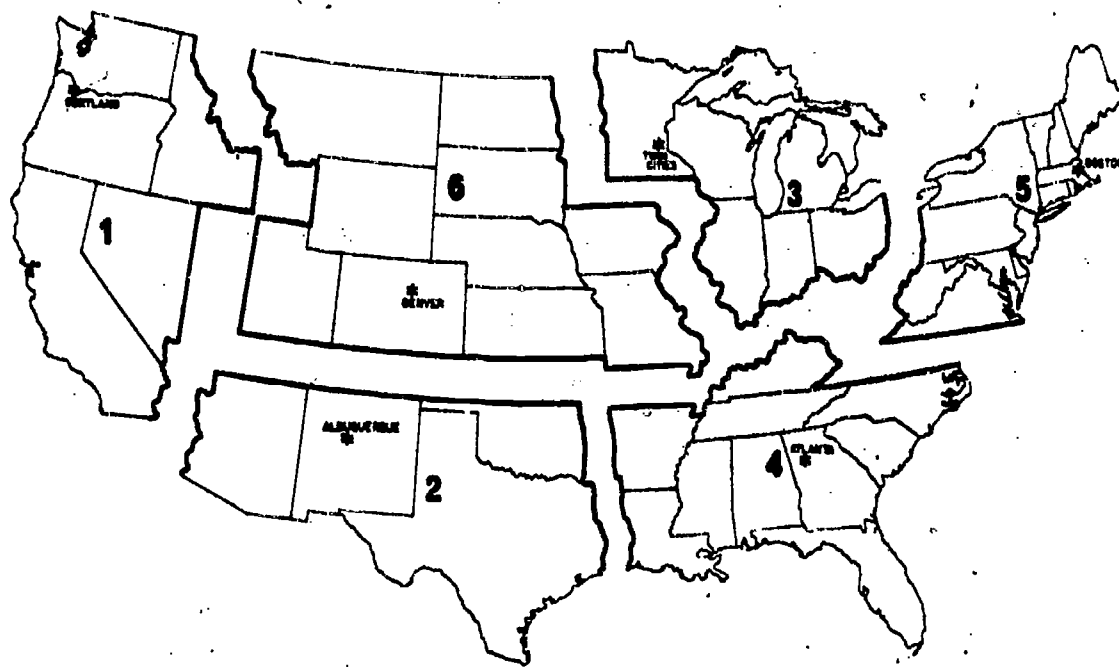 PORTLAND
1
6
DENVER
TWIN
CITIES
3
5
BOSTON
ALBUQUERQUE
2
4
ATLANTA